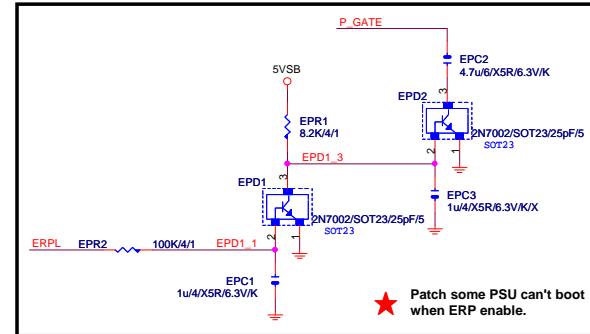 P_GATE
EPC2
4.7u/6/X5R/6.3V/K
5VSB
3
EPD2
EPR1
8.2K/4/1
2N7002/SOT23/25pF/5
SOT23
2
1
EPD1_3
3
EPD1
EPC3
1u/4/X5R/6.3V/K/X
2N7002/SOT23/25pF/5
SOT23
2
1
ERPL
EPR2
100K/4/1
EPD1_1
EPC1
1u/4/X5R/6.3V/K
Patch some PSU can't boot
when ERP enable.